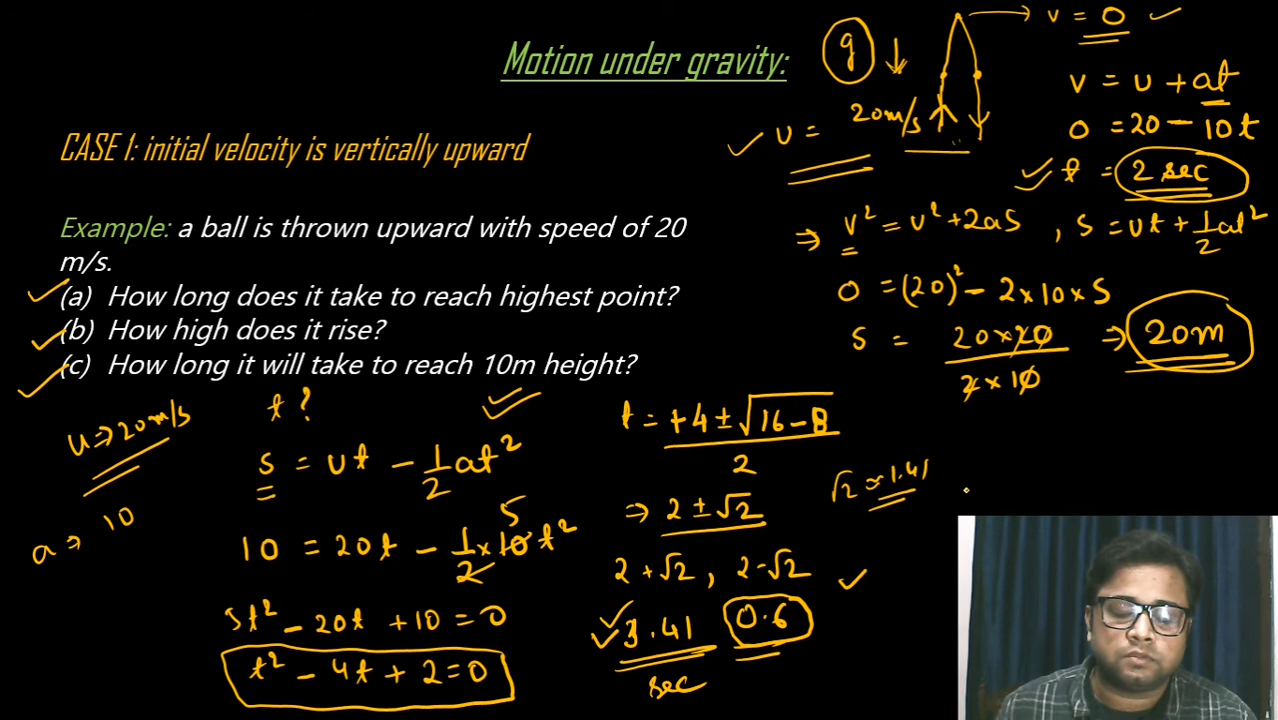 Motion under gravity:
CASE 1: initial velocity is vertically upward
Example: a ball is thrown upward with speed of 20
m/s.
(a) How long does it take to reach highest point?
(b) How high does it rise?
(c) How long it will take to reach 10m height?
g ↓
→ v = 0
u = 20m/s
v = u + at
0 = 20 - 10t
t = 2 sec
⇒ v² = u² + 2as , s = ut + 1/2 at²
0 = (20)² - 2 x 10 x s
s = 20 x 20 / 2 x 10 ⇒ 20m
u ⇒ 20m/s
a ⇒ 10
t ?
s = ut - 1/2 at²
10 = 20t - 1/2 x 10 t²
5
5t² - 20t + 10 = 0
t² - 4t + 2 = 0
t = +4 ± √16 - 8 / 2
⇒ 2 ± √2
√2 ≈ 1.41
2 + √2 , 2 - √2
3.41 0.6
sec